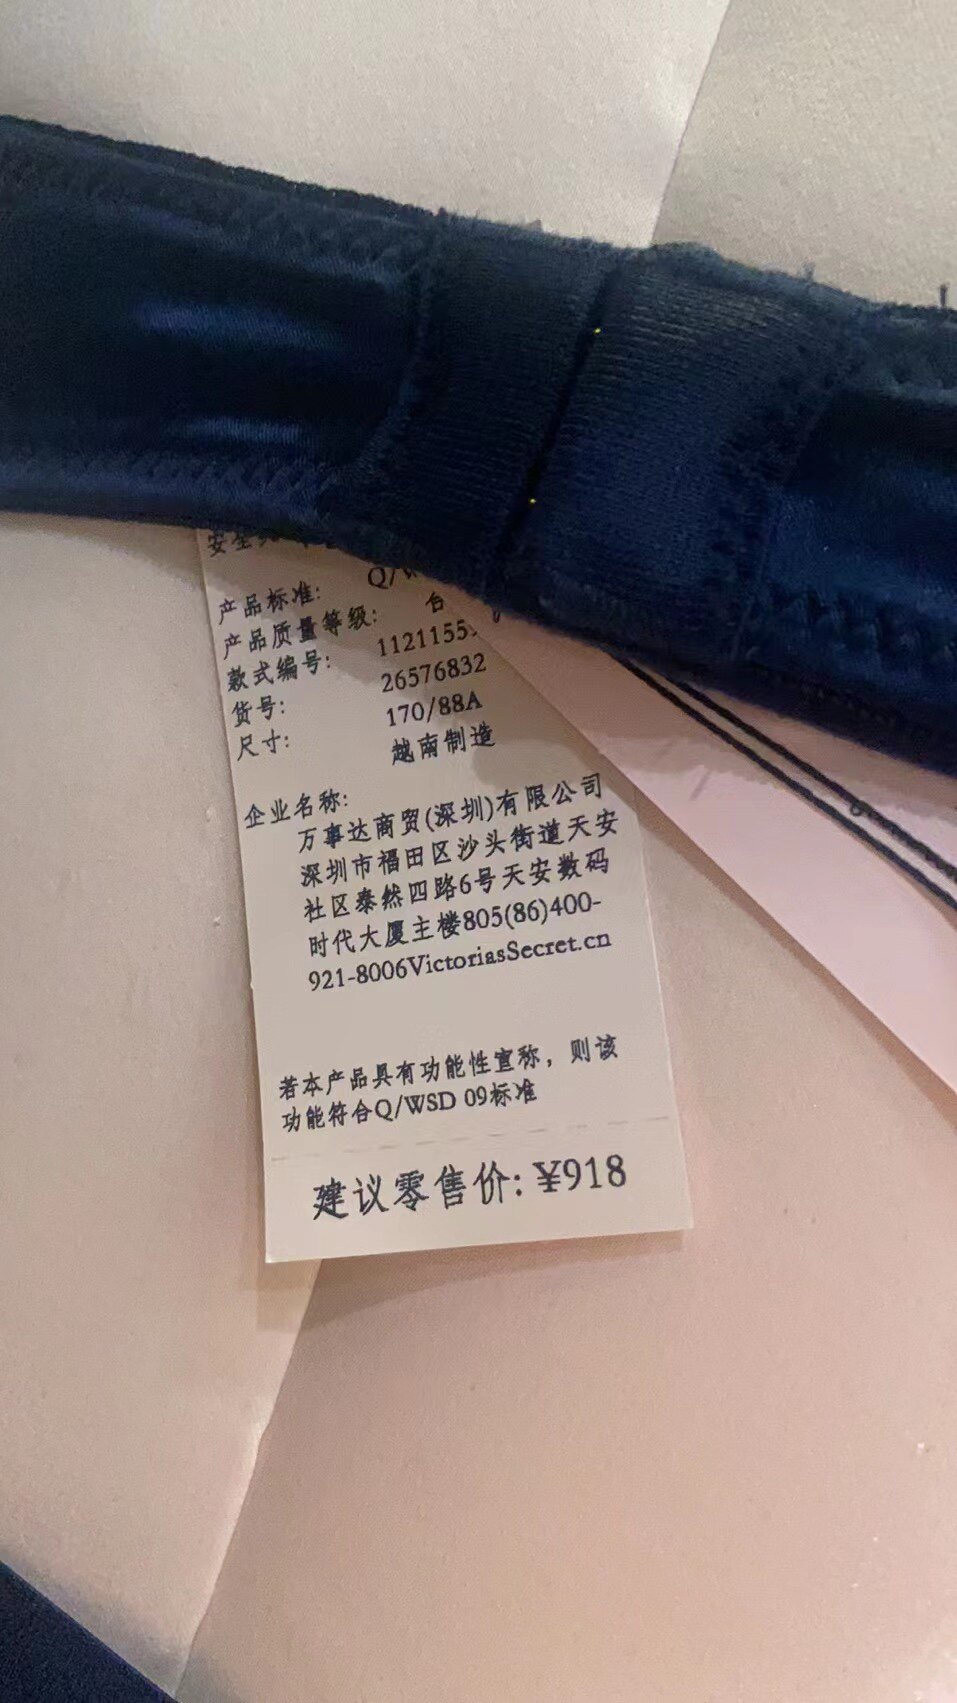 产品标准: Q/W
产品质量等级: 合
款式编号: 1121155
货号: 26576832
尺寸: 170/88A
越南制造
企业名称:
万事达商贸(深圳)有限公司
深圳市福田区沙头街道天安
社区泰然四路6号天安数码
时代大厦主楼805(86)400-
921-8006VictoriasSecret.cn
若本产品具有功能性宣称，则该
功能符合Q/WSD 09标准
建议零售价: ¥918